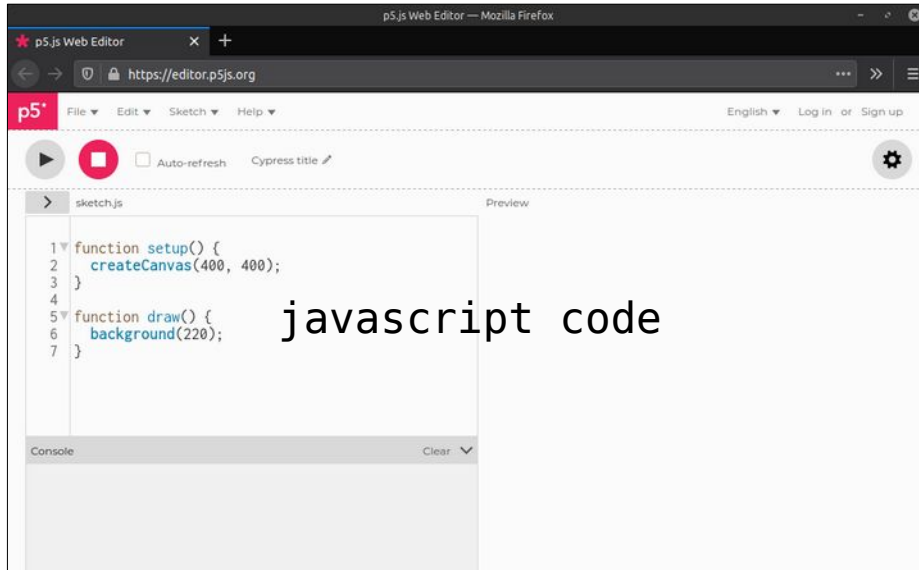 p5.js Web Editor — Mozilla Firefox
p5.js Web Editor
https://editor.p5js.org
p5* File Edit Sketch Help English Log in or Sign up
Auto-refresh Cypress title
sketch.js Preview
1 function setup() {
2   createCanvas(400, 400);
3 }
4
5 function draw() {
6   background(220);
7 }
javascript code
Console Clear